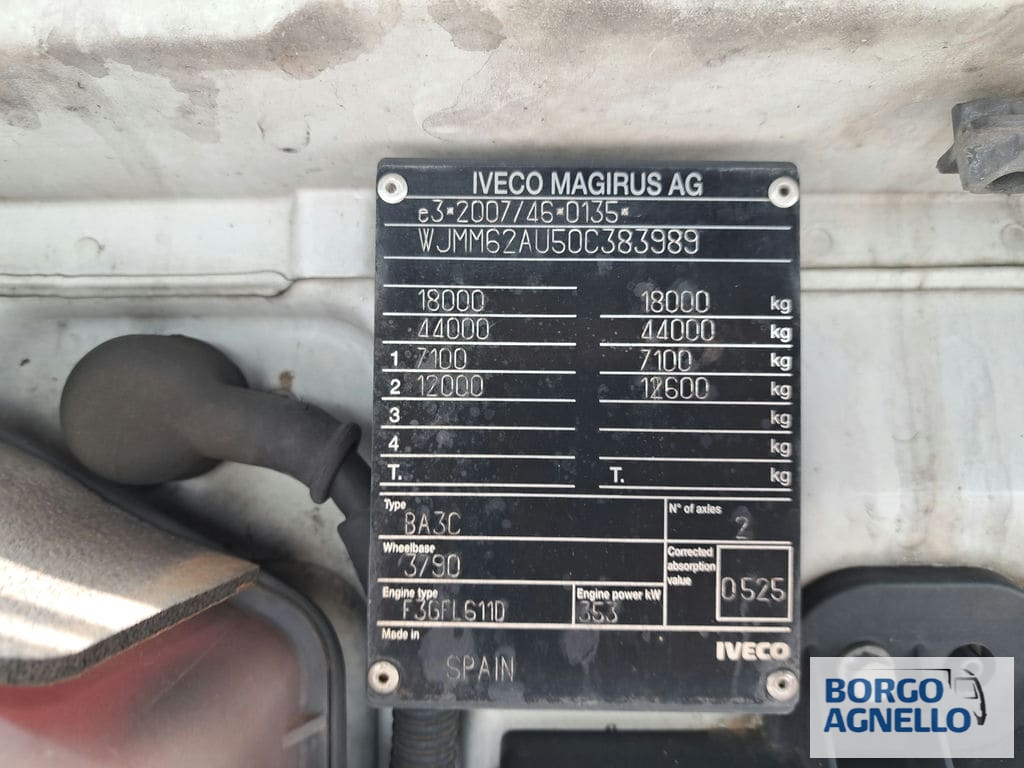 IVECO MAGIRUS AG
e3*2007/46*0135*
WJMM62AU50C383989
18000 18000 kg
44000 44000 kg
1 7100 7100 kg
2 12000 12600 kg
3 kg
4 kg
T. T. kg
Type N° of axles
BA3C 2
Wheelbase Corrected absorption value
3790 0.525
Engine type Engine power kW
F3GFL611D 353
Made in IVECO
SPAIN
BORGO
AGNELLO